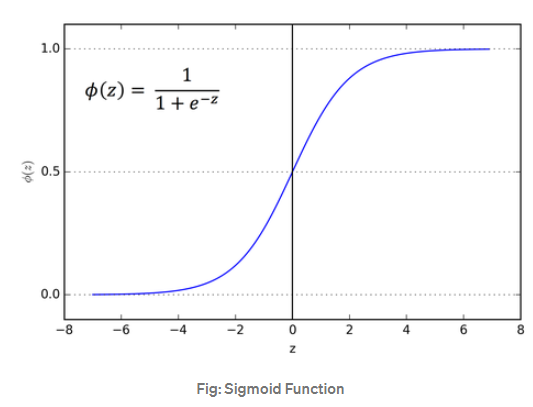 1.0
ϕ(z) = 1 / 1 + e^−z
ϕ(z)
0.5
0.0
−8 −6 −4 −2 0 2 4 6 8
z
Fig: Sigmoid Function